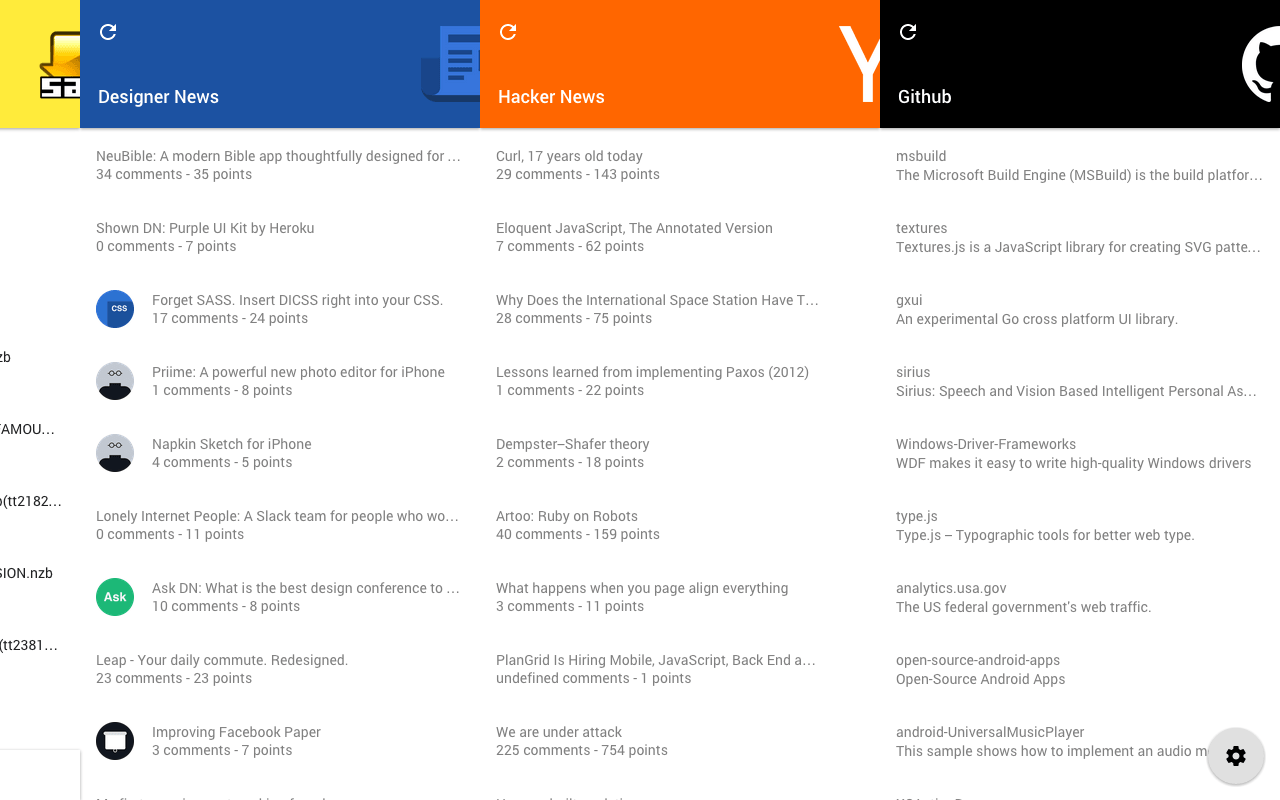 sa
zb
AMOU…
(tt2182…
SION.nzb
(tt2381…
Designer News
NeuBible: A modern Bible app thoughtfully designed for …
34 comments - 35 points
Shown DN: Purple UI Kit by Heroku
0 comments - 7 points
CSS
Forget SASS. Insert DICSS right into your CSS.
17 comments - 24 points
Priime: A powerful new photo editor for iPhone
1 comments - 8 points
Napkin Sketch for iPhone
4 comments - 5 points
Lonely Internet People: A Slack team for people who wo…
0 comments - 11 points
Ask
Ask DN: What is the best design conference to …
10 comments - 8 points
Leap - Your daily commute. Redesigned.
23 comments - 23 points
Improving Facebook Paper
3 comments - 7 points
Hacker News
Y
Curl, 17 years old today
29 comments - 143 points
Eloquent JavaScript, The Annotated Version
7 comments - 62 points
Why Does the International Space Station Have T…
28 comments - 75 points
Lessons learned from implementing Paxos (2012)
1 comments - 22 points
Dempster–Shafer theory
2 comments - 18 points
Artoo: Ruby on Robots
40 comments - 159 points
What happens when you page align everything
3 comments - 11 points
PlanGrid Is Hiring Mobile, JavaScript, Back End a…
undefined comments - 1 points
We are under attack
225 comments - 754 points
Github
msbuild
The Microsoft Build Engine (MSBuild) is the build platfor…
textures
Textures.js is a JavaScript library for creating SVG patte…
gxui
An experimental Go cross platform UI library.
sirius
Sirius: Speech and Vision Based Intelligent Personal As…
Windows-Driver-Frameworks
WDF makes it easy to write high-quality Windows drivers
type.js
Type.js – Typographic tools for better web type.
analytics.usa.gov
The US federal government's web traffic.
open-source-android-apps
Open-Source Android Apps
android-UniversalMusicPlayer
This sample shows how to implement an audio m